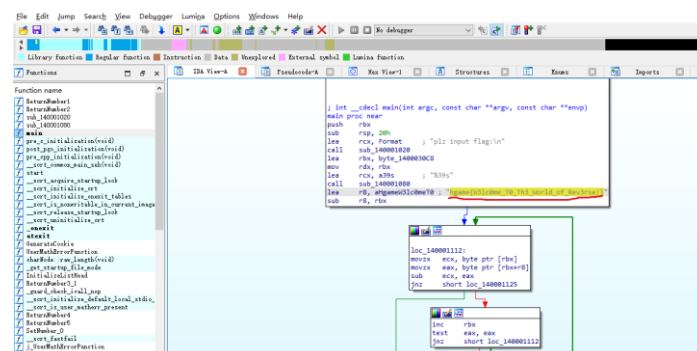 File Edit Jump Search View Debugger Lumina Options Windows Help
No debugger
Library function Regular function Instruction Data Unexplored External symbol Lumina function
Functions IDA View-A Pseudocode-A Hex View-1 Structures Enums Imports
Function name
ReturnNumber1
ReturnNumber2
sub_140001020
sub_140001080
main
pre_c_initialization(void)
post_pgo_initialization(void)
pre_cpp_initialization(void)
__scrt_common_main_seh(void)
start
__scrt_acquire_startup_lock
__scrt_initialize_crt
__scrt_initialize_onexit_tables
__scrt_is_nonwritable_in_current_image
__scrt_release_startup_lock
__scrt_uninitialize_crt
_onexit
atexit
GenerateCookie
UserMathErrorFunction
charNode::raw_length(void)
_get_startup_file_mode
InitializeListHead
ReturnNumber3_1
_guard_check_icall_nop
__scrt_initialize_default_local_stdio_
__scrt_is_user_matherr_present
ReturnNumber4
ReturnNumber5
SetNumber_0
__scrt_fastfail
j_UserMathErrorFunction
; int __cdecl main(int argc, const char **argv, const char **envp)
main proc near
push rbx
sub rsp, 20h
lea rcx, Format ; "plz input flag:\n"
call sub_140001020
lea rbx, byte_1400030C8
mov rdx, rbx
lea rcx, a39s ; "%39s"
call sub_140001080
lea r8, aHgameW3lc0meT0 ; "hgame{W3lc0me_T0_Th3_World_of_Rev3rse!}"
sub r8, rbx
loc_140001112:
movzx ecx, byte ptr [rbx]
movzx eax, byte ptr [rbx+r8]
sub ecx, eax
jnz short loc_140001125
inc rbx
test eax, eax
jnz short loc_140001112